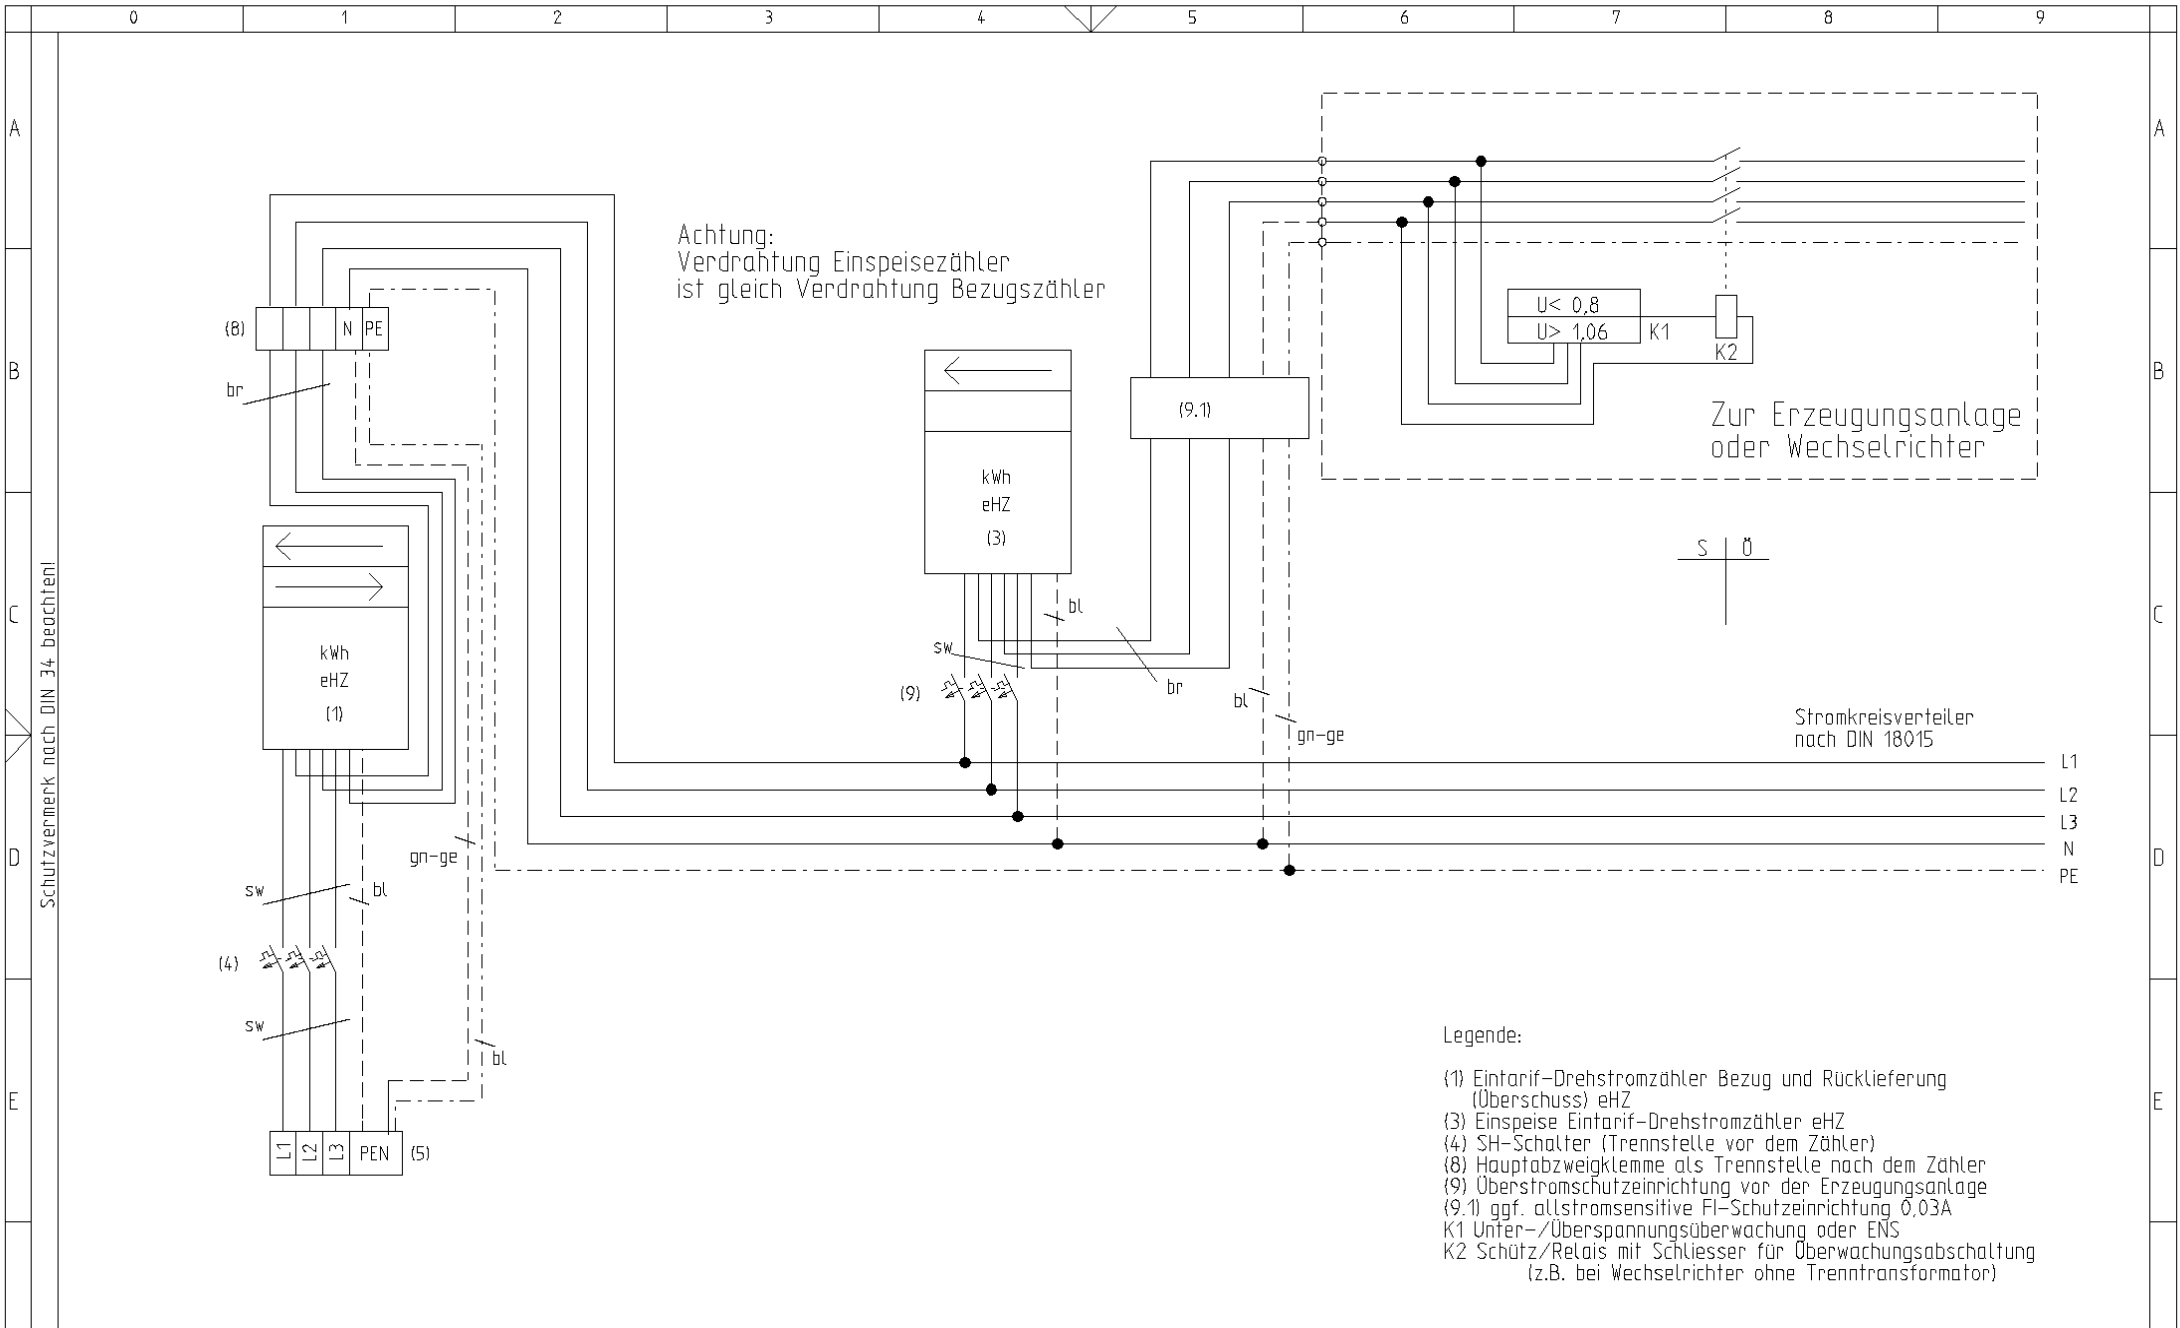 0 1 2 3 4 5 6 7 8 9
A A
Achtung:
Verdrahtung Einspeisezähler
ist gleich Verdrahtung Bezugszähler
(8) N PE
U< 0,8
U> 1,06 K1
K2
B B
br
(9.1)
Zur Erzeugungsanlage
oder Wechselrichter
kWh
eHZ
(3)
S Ö
Schutzvermerk nach DIN 34 beachten!
C C
bl
sw
br
(9)
bl
gn-ge
kWh
eHZ
(1)
Stromkreisverteiler
nach DIN 18015
L1
L2
L3
N
PE
D D
gn-ge
sw bl
(4)
sw
bl
E E
L1 L2 L3 PEN (5)
Legende:
(1) Eintarif-Drehstromzähler Bezug und Rücklieferung
(Überschuss) eHZ
(3) Einspeise Eintarif-Drehstromzähler eHZ
(4) SH-Schalter (Trennstelle vor dem Zähler)
(8) Hauptabzweigklemme als Trennstelle nach dem Zähler
(9) Überstromschutzeinrichtung vor der Erzeugungsanlage
(9.1) ggf. allstromsensitive FI-Schutzeinrichtung 0,03A
K1 Unter-/Überspannungsüberwachung oder ENS
K2 Schütz/Relais mit Schliesser für Überwachungsabschaltung
(z.B. bei Wechselrichter ohne Trenntransformator)